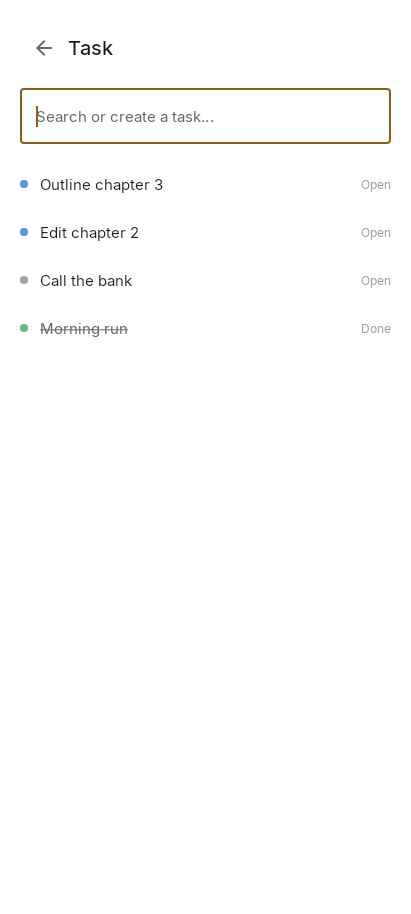 Task
Search or create a task...
Outline chapter 3 Open
Edit chapter 2 Open
Call the bank Open
Morning run Done